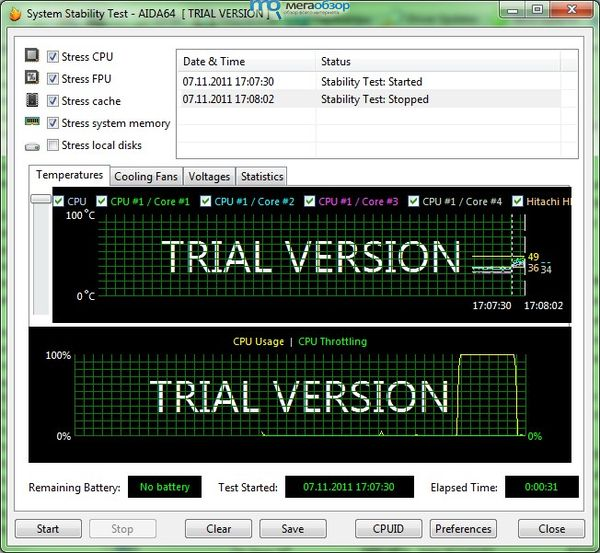 System Stability Test - AIDA64 [ TRIAL VERSION ]
мегаобзор
Stress CPU
Stress FPU
Stress cache
Stress system memory
Stress local disks
Date & Time Status
07.11.2011 17:07:30 Stability Test: Started
07.11.2011 17:08:02 Stability Test: Stopped
Temperatures Cooling Fans Voltages Statistics
CPU CPU #1 / Core #1 CPU #1 / Core #2 CPU #1 / Core #3 CPU #1 / Core #4 Hitachi H
100°C
TRIAL VERSION
49
36 34
0°C
17:07:30 17:08:02
CPU Usage | CPU Throttling
100%
TRIAL VERSION
0% 0%
Remaining Battery: No battery Test Started: 07.11.2011 17:07:30 Elapsed Time: 0:00:31
Start Stop Clear Save CPUID Preferences Close